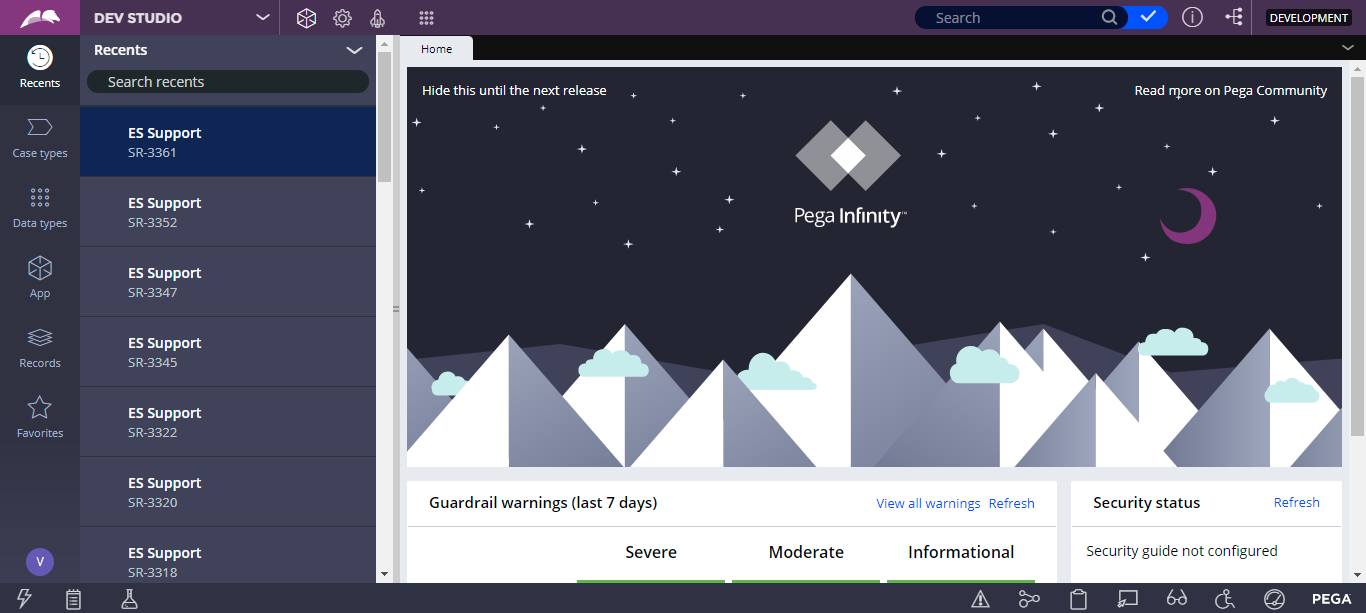 DEV STUDIO
Search
DEVELOPMENT
Recents
Case types
Data types
App
Records
Favorites
V
Recents
Search recents
ES Support
SR-3361
ES Support
SR-3352
ES Support
SR-3347
ES Support
SR-3345
ES Support
SR-3322
ES Support
SR-3320
ES Support
SR-3318
Home
Hide this until the next release
Read more on Pega Community
Pega Infinity™
Guardrail warnings (last 7 days)
View all warnings Refresh
Severe Moderate Informational
Security status
Refresh
Security guide not configured
PEGA